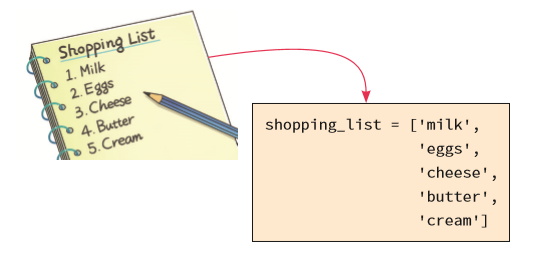 Shopping List
1. Milk
2. Eggs
3. Cheese
4. Butter
5. Cream
shopping_list = ['milk',
'eggs',
'cheese',
'butter',
'cream']